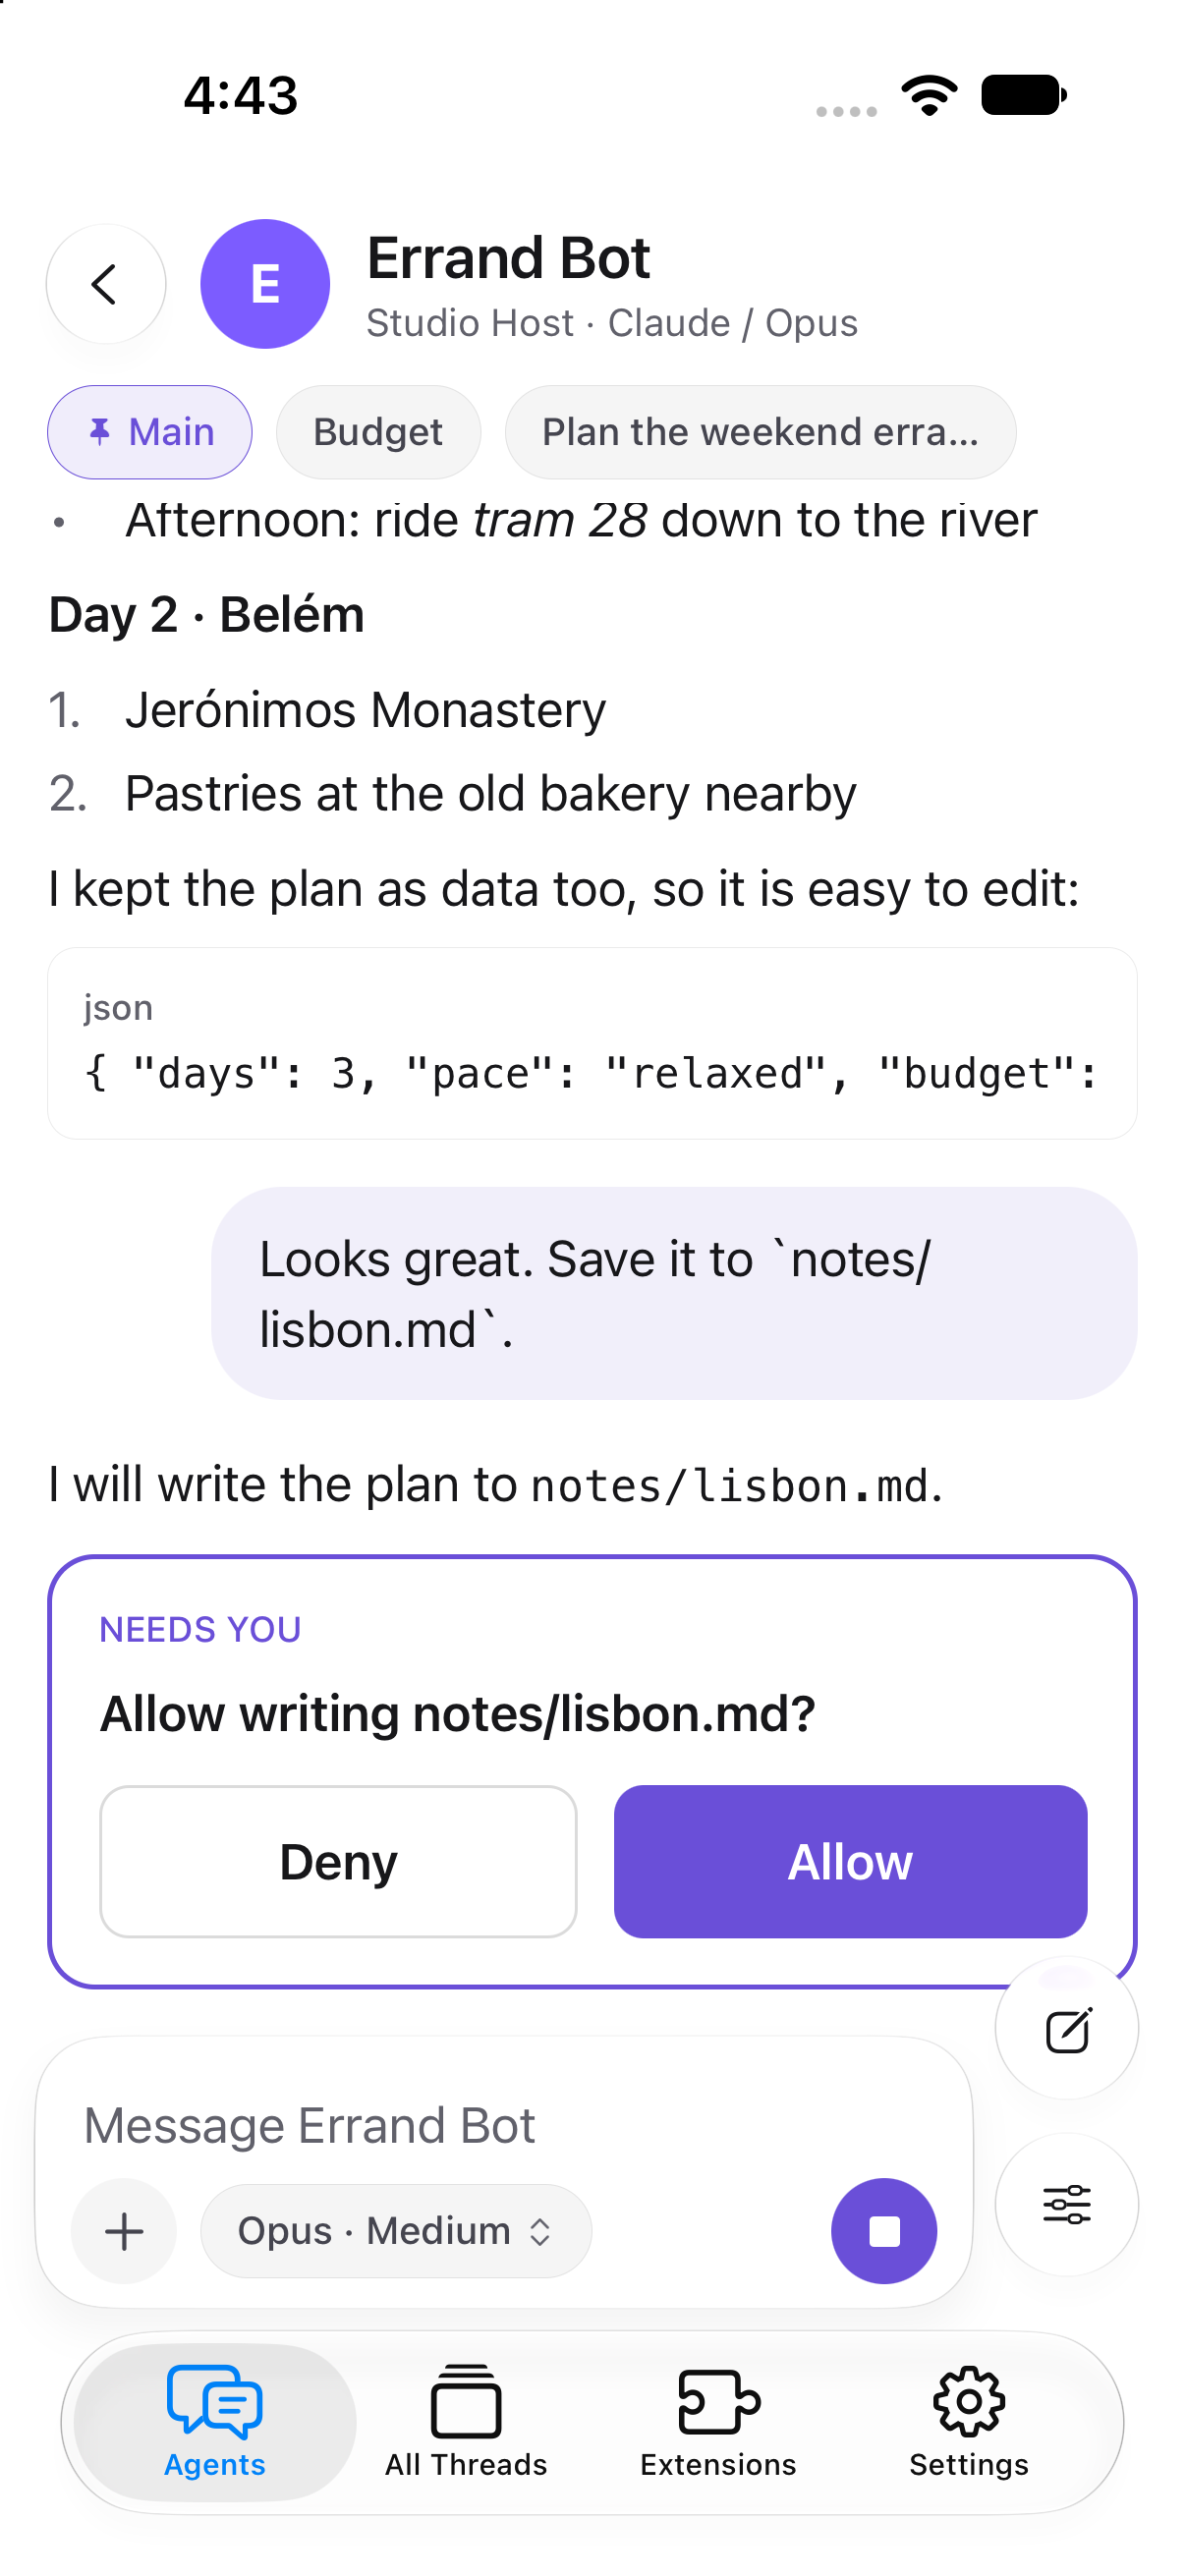 4:43
E
Errand Bot
Studio Host · Claude / Opus
Main
Budget
Plan the weekend erra...
• Afternoon: ride tram 28 down to the river
Day 2 · Belém
1. Jerónimos Monastery
2. Pastries at the old bakery nearby
I kept the plan as data too, so it is easy to edit:
json
{ "days": 3, "pace": "relaxed", "budget":
Looks great. Save it to `notes/
lisbon.md`.
I will write the plan to notes/lisbon.md.
NEEDS YOU
Allow writing notes/lisbon.md?
Deny
Allow
Message Errand Bot
Opus · Medium
Agents
All Threads
Extensions
Settings